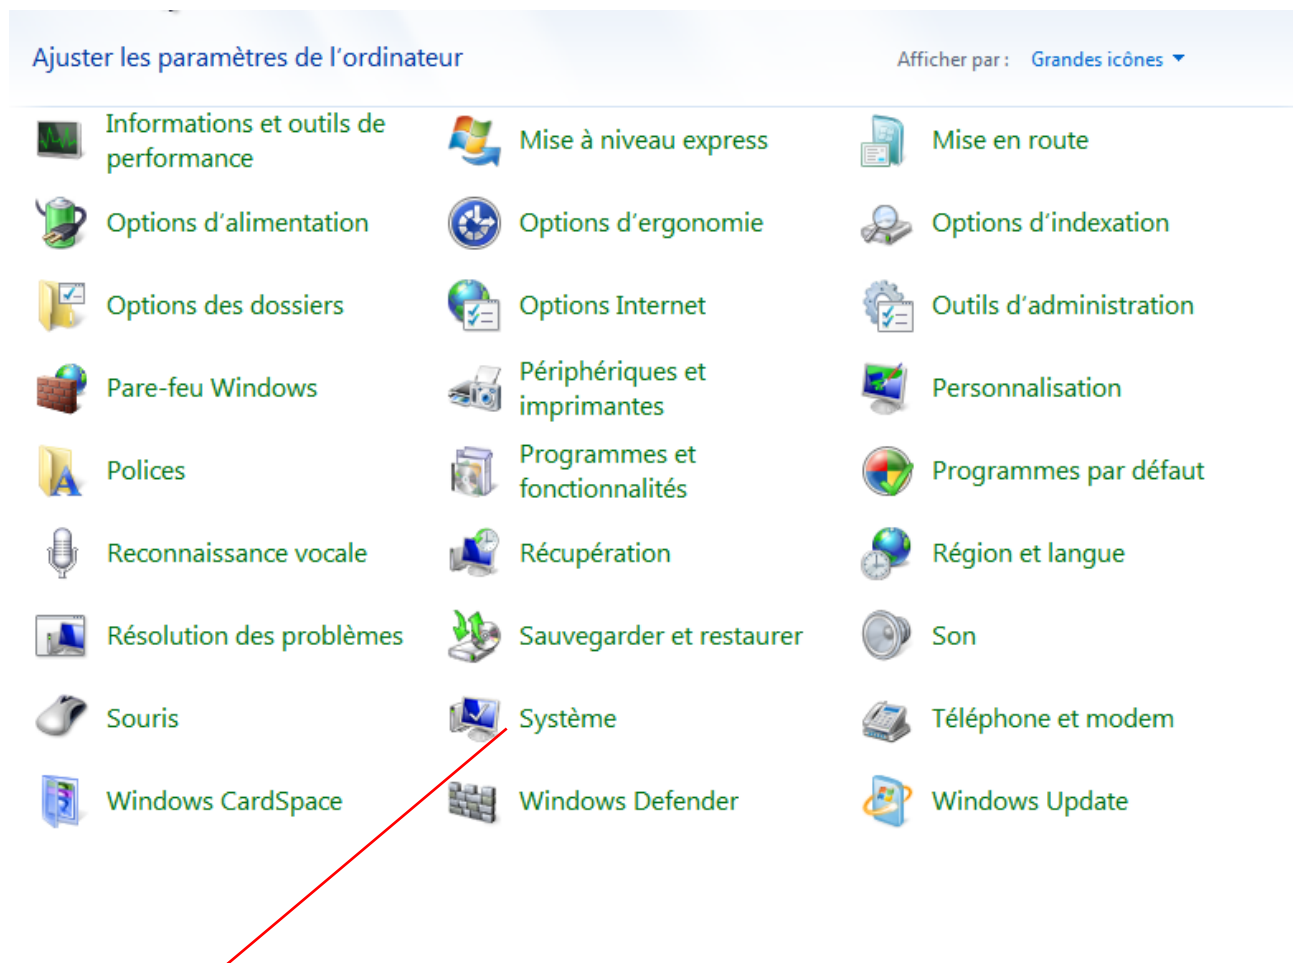 Ajuster les paramètres de l'ordinateur
Afficher par : Grandes icônes
Informations et outils de
performance
Mise à niveau express
Mise en route
Options d'alimentation
Options d'ergonomie
Options d'indexation
Options des dossiers
Options Internet
Outils d'administration
Pare-feu Windows
Périphériques et
imprimantes
Personnalisation
Polices
Programmes et
fonctionnalités
Programmes par défaut
Reconnaissance vocale
Récupération
Région et langue
Résolution des problèmes
Sauvegarder et restaurer
Son
Souris
Système
Téléphone et modem
Windows CardSpace
Windows Defender
Windows Update